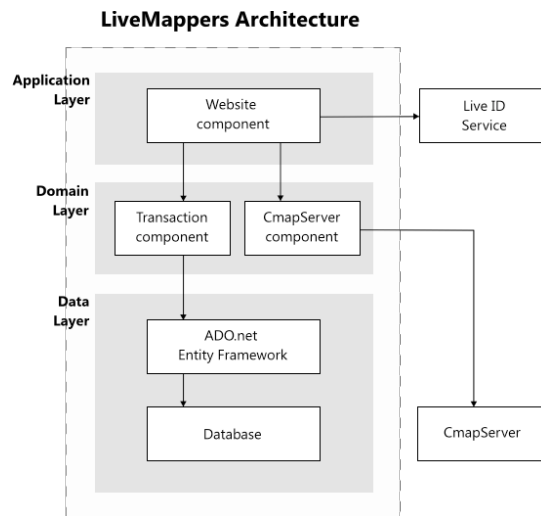 LiveMappers Architecture
Application
Layer
Website
component
Live ID
Service
Domain
Layer
Transaction
component
CmapServer
component
Data
Layer
ADO.net
Entity Framework
Database
CmapServer